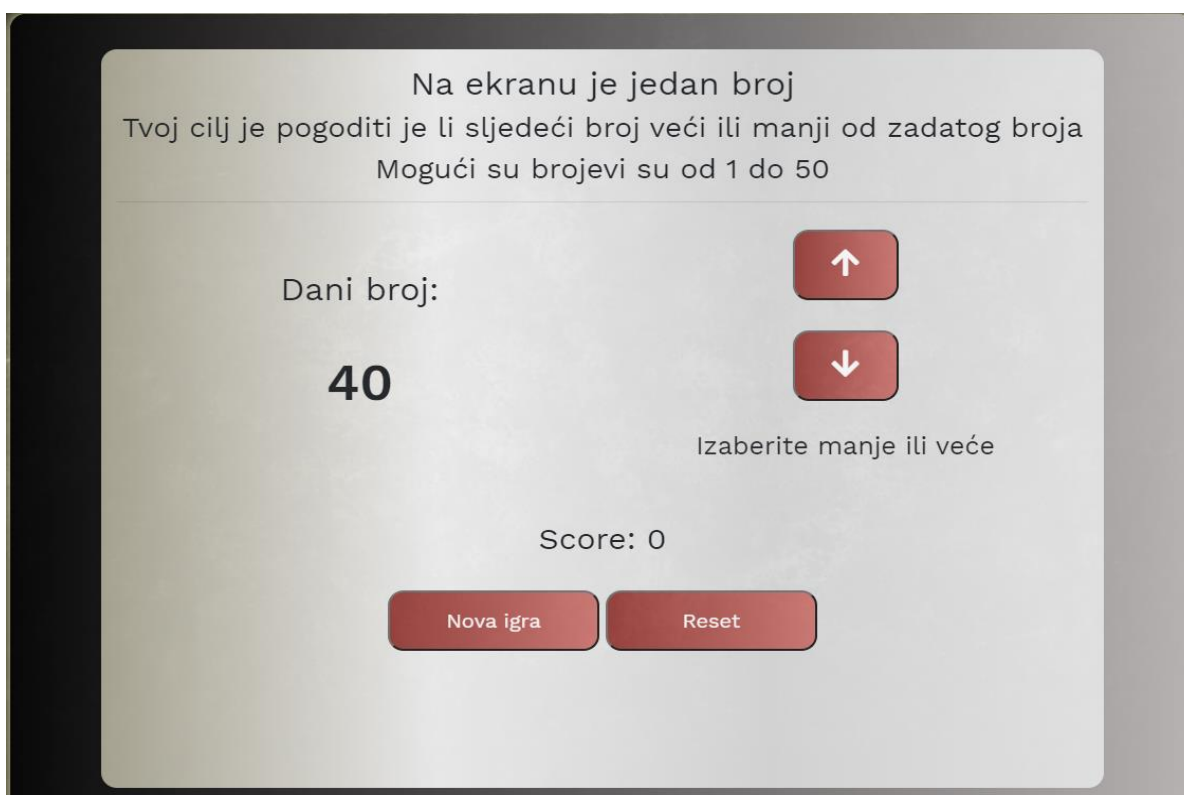 Na ekranu je jedan broj
Tvoj cilj je pogoditi je li sljedeći broj veći ili manji od zadatog broja
Mogući su brojevi su od 1 do 50
Dani broj:
40
Izaberite manje ili veće
Score: 0
Nova igra
Reset